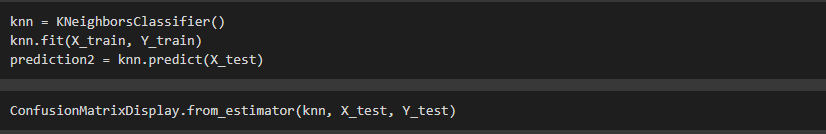 knn = KNeighborsClassifier()
knn.fit(X_train, Y_train)
prediction2 = knn.predict(X_test)
ConfusionMatrixDisplay.from_estimator(knn, X_test, Y_test)